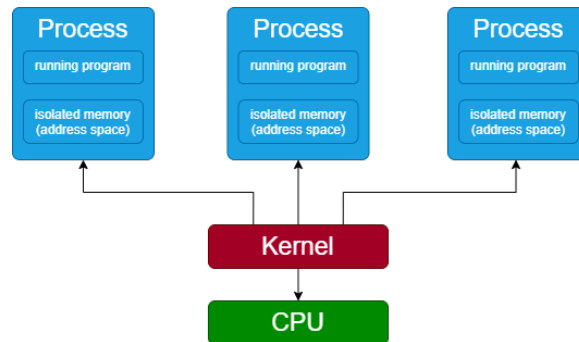 Process
running program
isolated memory
(address space)
Process
running program
isolated memory
(address space)
Process
running program
isolated memory
(address space)
Kernel
CPU